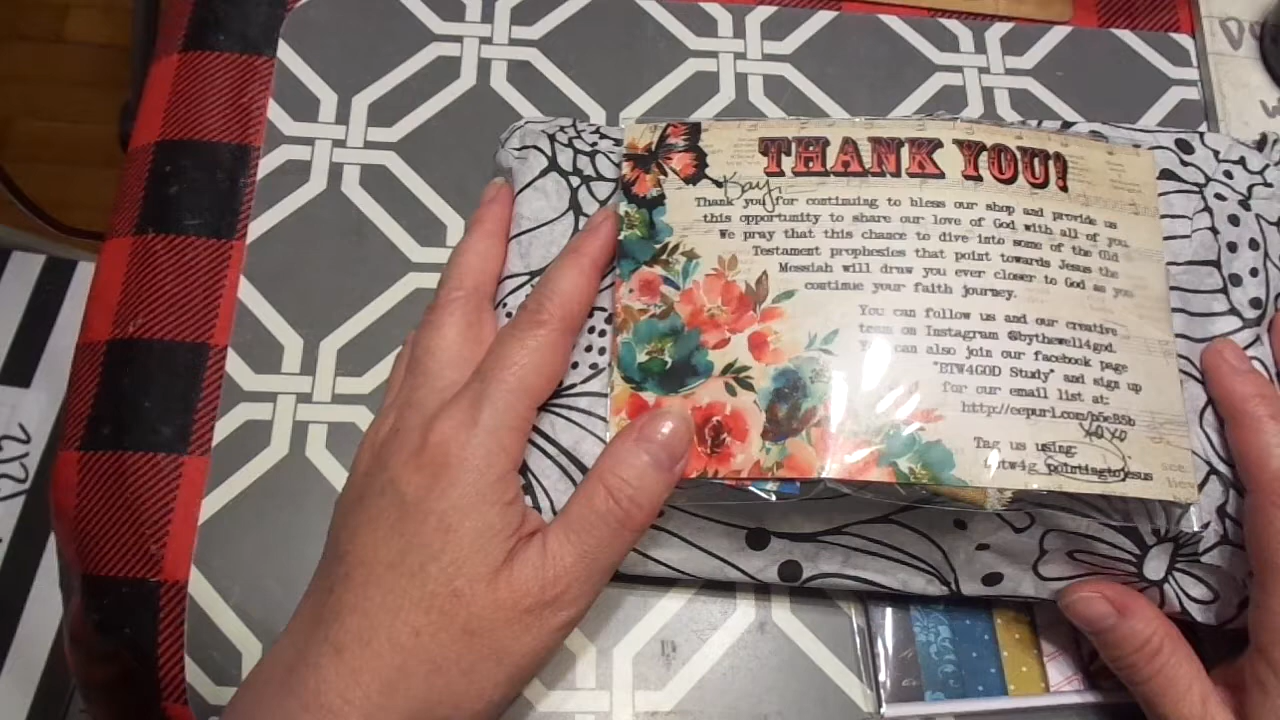 THANK YOU!
Kay,
Thank you for continuing to bless our shop and provide us
this opportunity to share our love of God with all of you.
We pray that this chance to dive into some of the Old
Testament prophesies that point towards Jesus the
Messiah will draw you ever closer to God as you
continue your faith journey.
You can follow us and our creative
team on Instagram @bythewell4god.
You can also join our facebook page
"BTW4GOD Study" and sign up
for our email list at:
http://eepurl.com/
XOXO
Tag us using:
pointingtojesus
1212